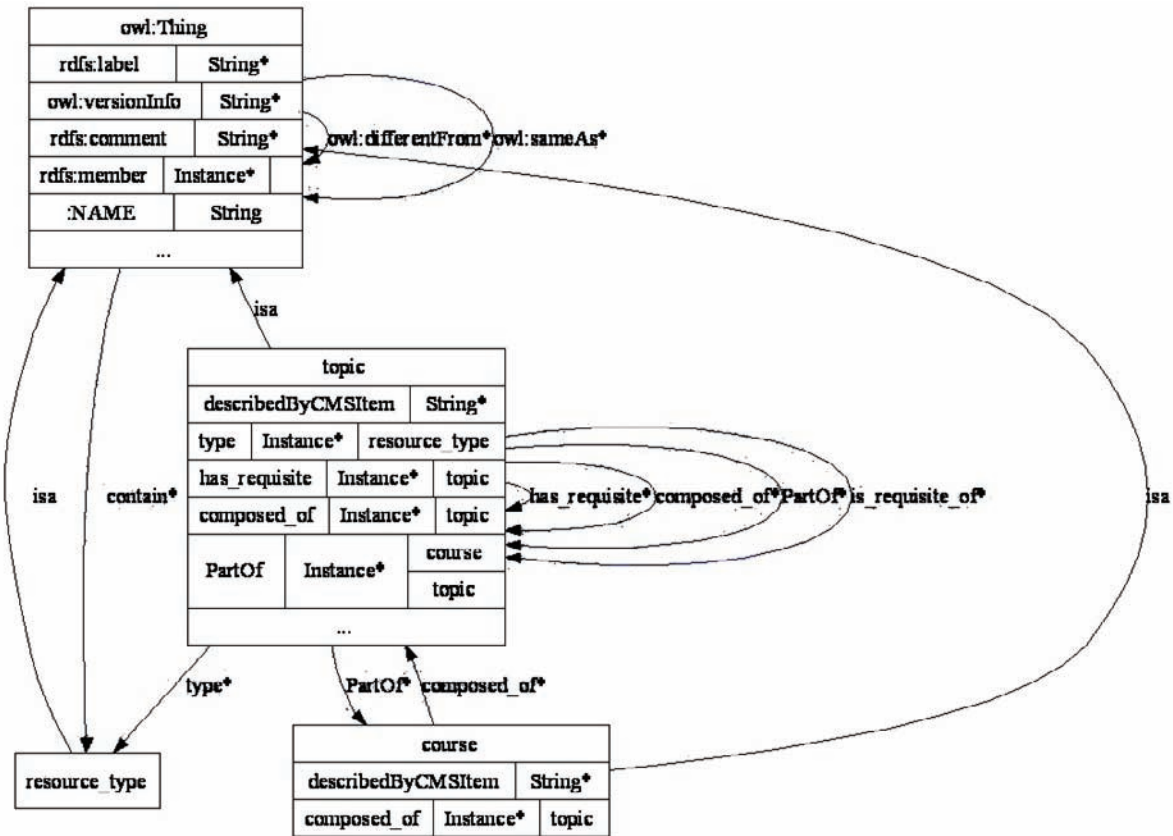 owl:Thing
rdfs:label String*
owl:versionInfo String*
rdfs:comment String*
owl:differentFrom* owl:sameAs*
rdfs:member Instance*
:NAME String
...
isa
topic
describedByCMSItem String*
type Instance* resource_type
has_requisite Instance* topic
isa contain* has_requisite* composed_of* PartOf* is_requisite_of* isa
composed_of Instance* topic
PartOf Instance* course
topic
...
type* PartOf* composed_of*
course
resource_type
describedByCMSItem String*
composed_of Instance* topic